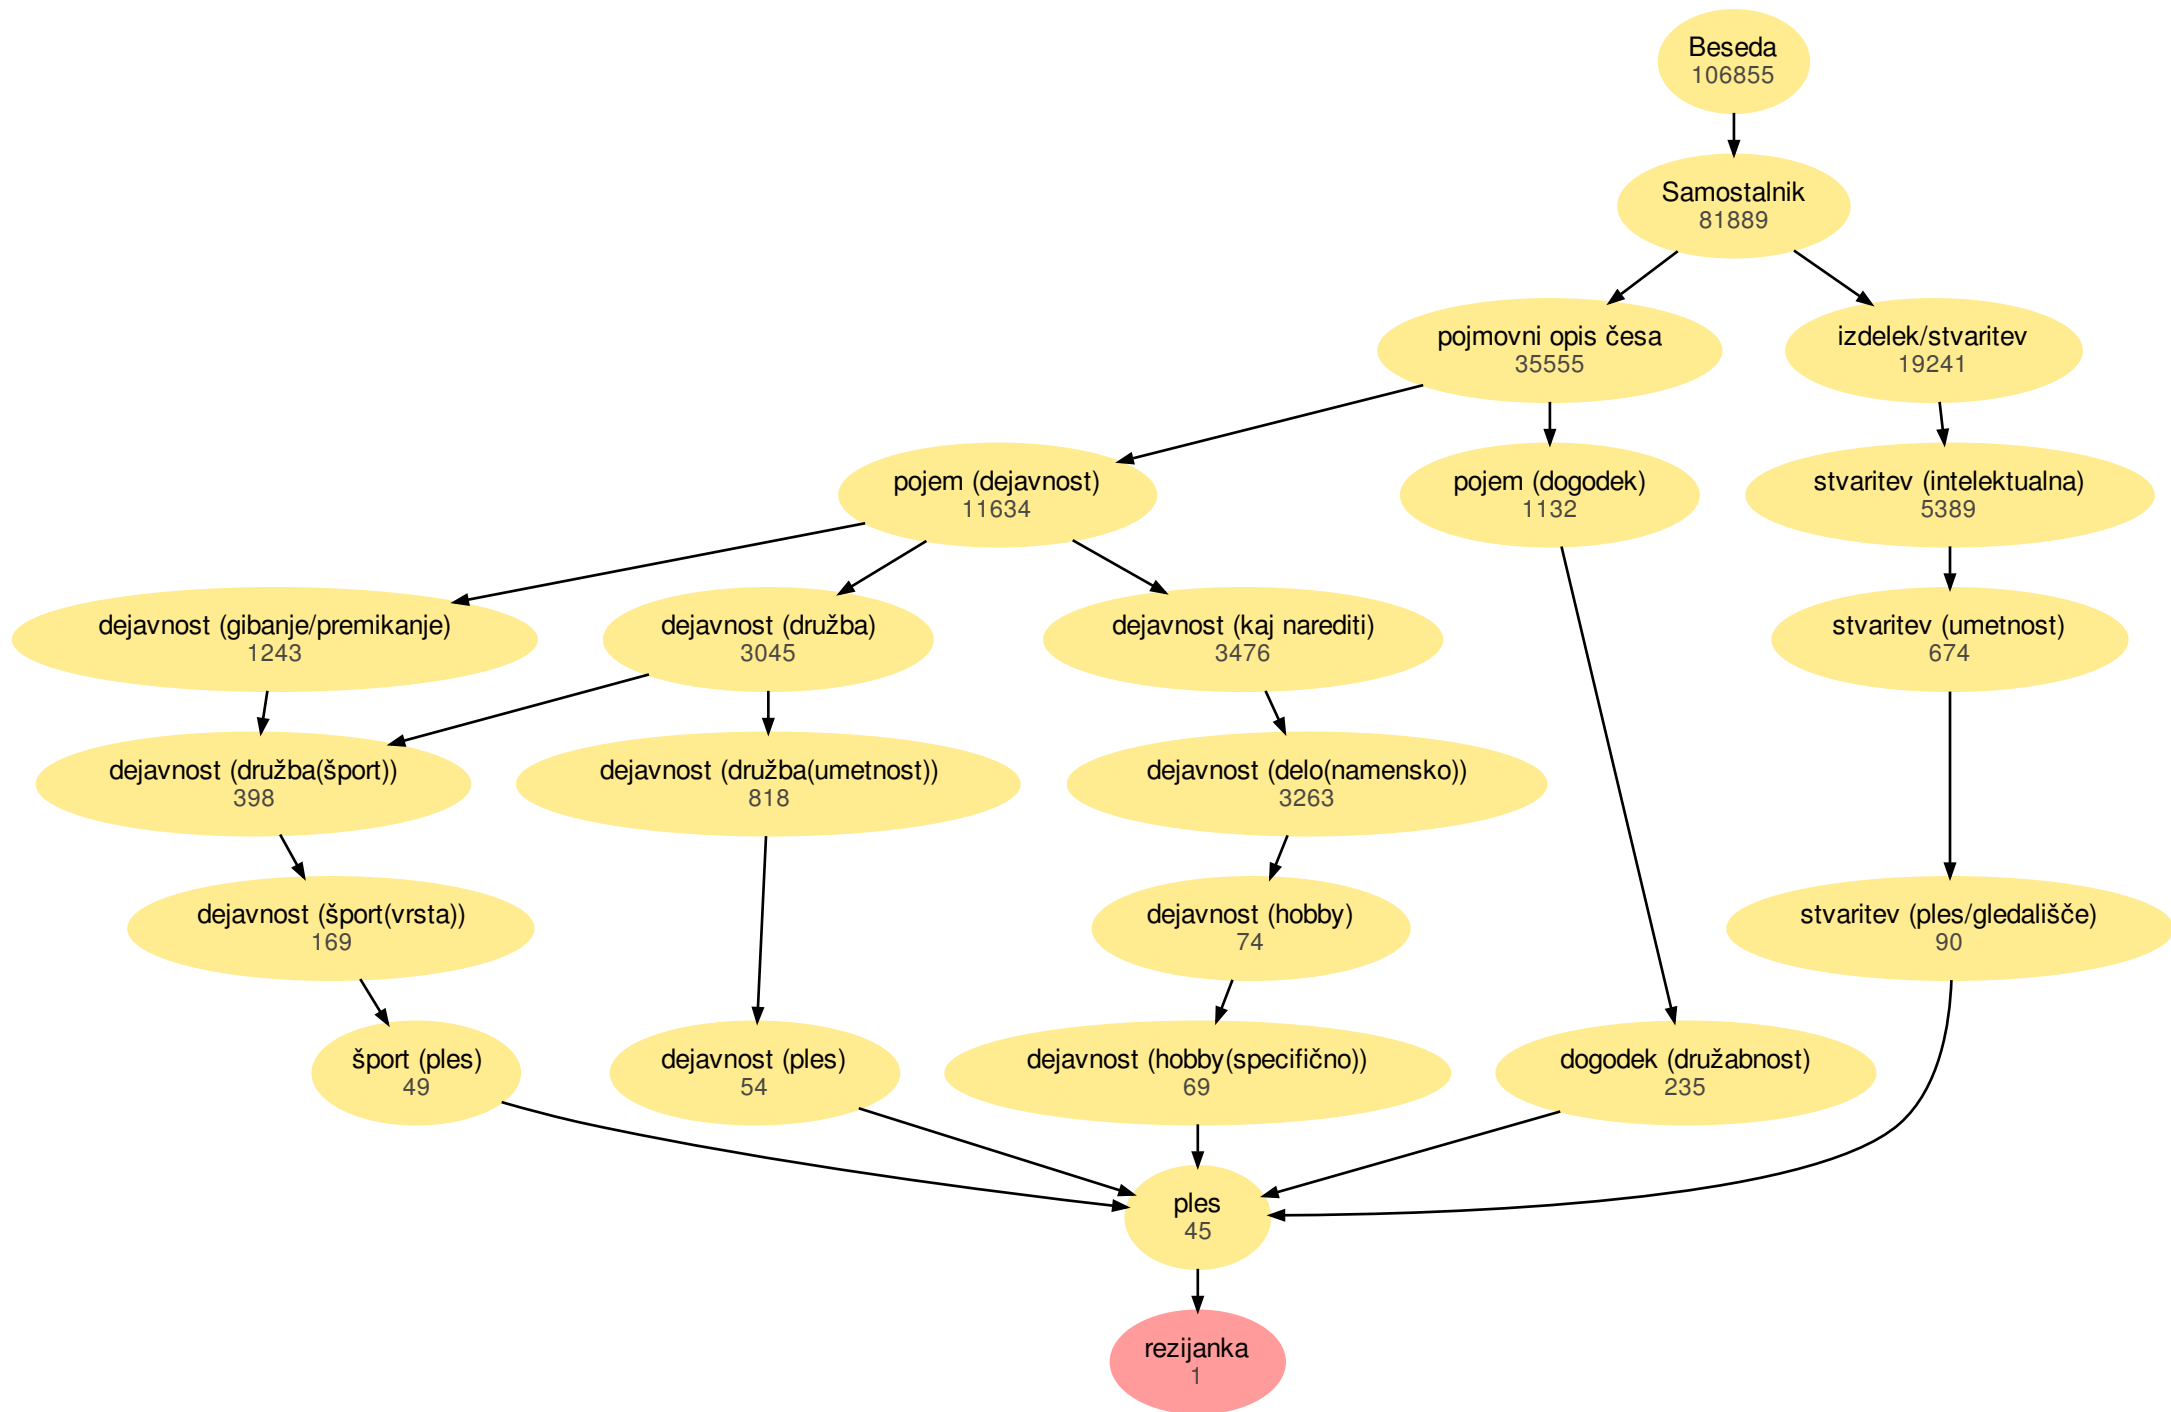 Beseda
106855
Samostalnik
81889
pojmovni opis česa
35555
izdelek/stvaritev
19241
pojem (dejavnost)
11634
pojem (dogodek)
1132
stvaritev (intelektualna)
5389
dejavnost (gibanje/premikanje)
1243
dejavnost (družba)
3045
dejavnost (kaj narediti)
3476
stvaritev (umetnost)
674
dejavnost (družba(šport))
398
dejavnost (družba(umetnost))
818
dejavnost (delo(namensko))
3263
dejavnost (šport(vrsta))
169
dejavnost (hobby)
74
stvaritev (ples/gledališče)
90
šport (ples)
49
dejavnost (ples)
54
dejavnost (hobby(specifično))
69
dogodek (družabnost)
235
ples
45
rezijanka
1